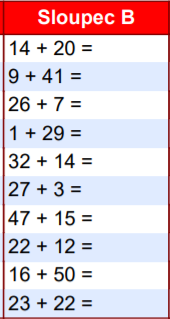 Sloupec B
14 + 20 =
9 + 41 =
26 + 7 =
1 + 29 =
32 + 14 =
27 + 3 =
47 + 15 =
22 + 12 =
16 + 50 =
23 + 22 =